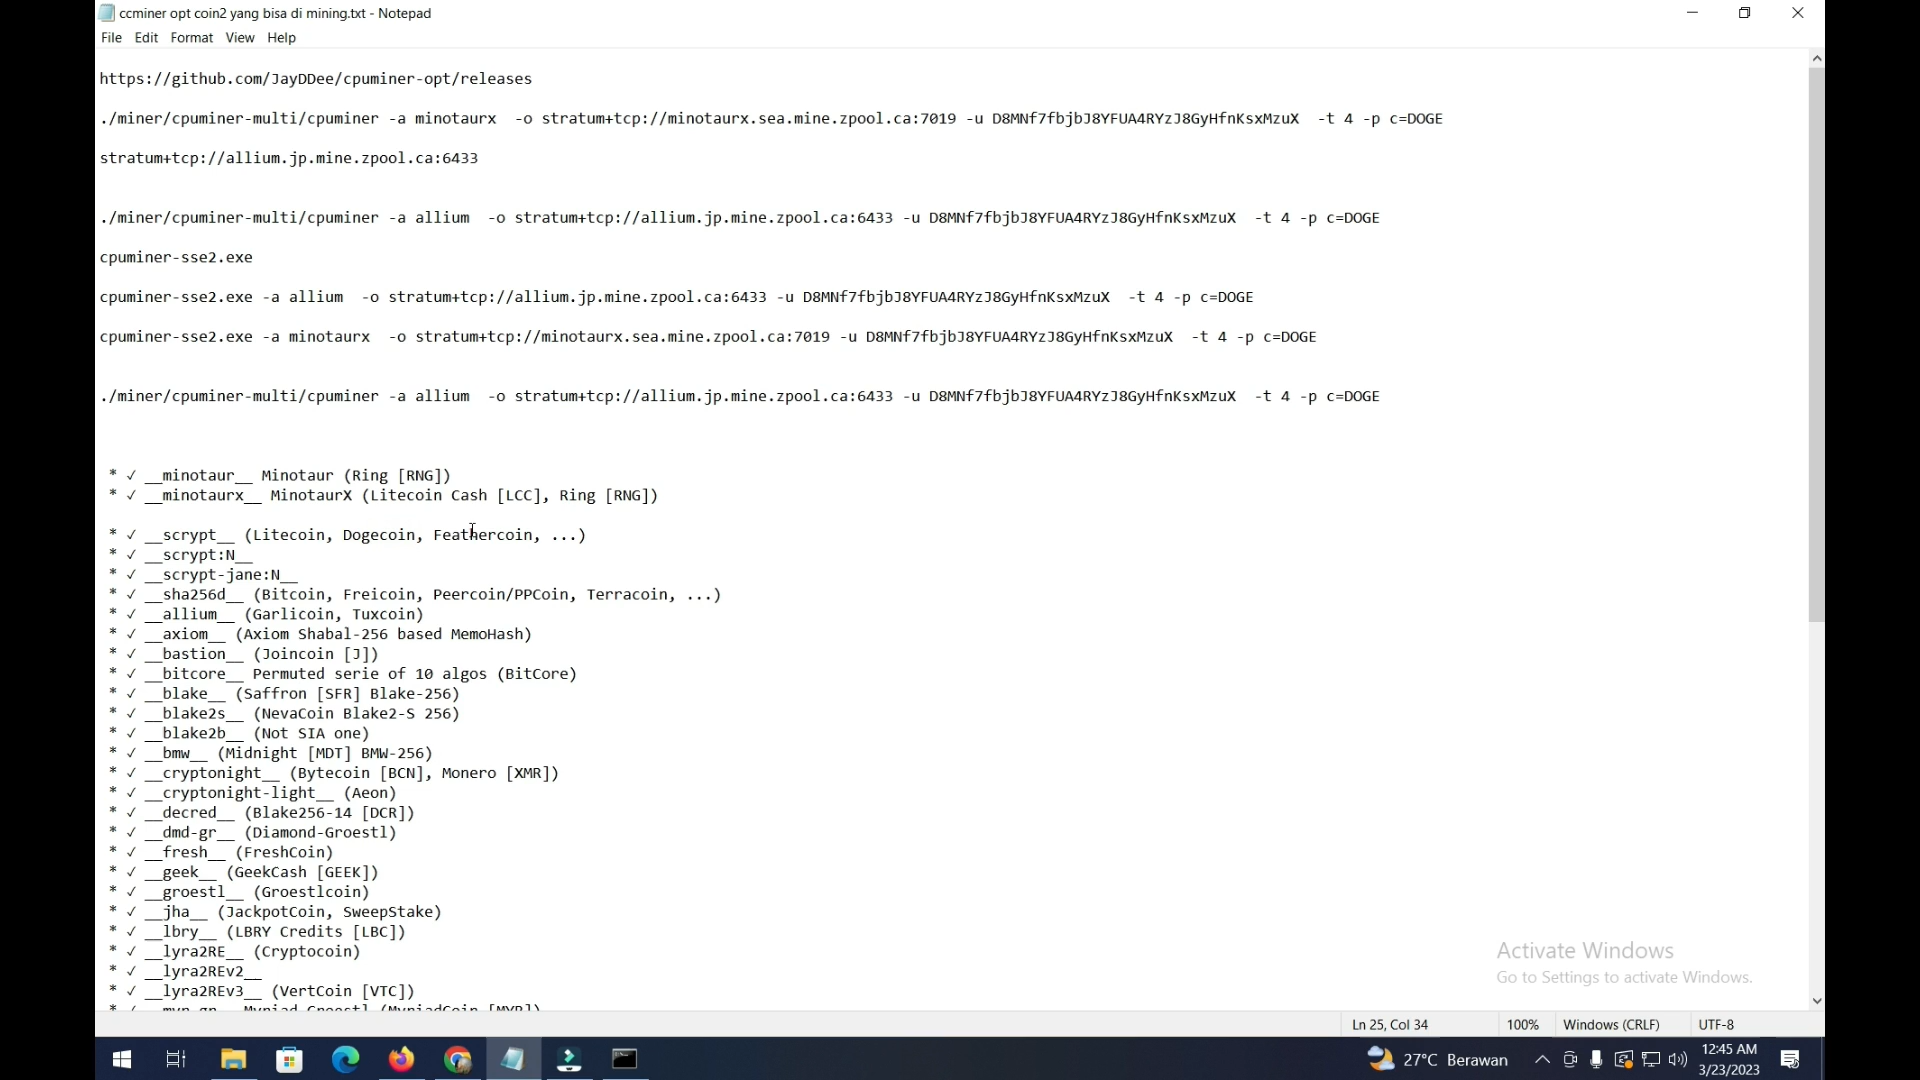 ccminer opt coin2 yang bisa di mining.txt - Notepad
File Edit Format View Help
https://github.com/JayDDee/cpuminer-opt/releases
./miner/cpuminer-multi/cpuminer -a minotaurx  -o stratum+tcp://minotaurx.sea.mine.zpool.ca:7019 -u D8MNf7fbjbJ8YFUA4RYzJ8GyHfnKsxMzuX  -t 4 -p c=DOGE
stratum+tcp://allium.jp.mine.zpool.ca:6433
./miner/cpuminer-multi/cpuminer -a allium  -o stratum+tcp://allium.jp.mine.zpool.ca:6433 -u D8MNf7fbjbJ8YFUA4RYzJ8GyHfnKsxMzuX  -t 4 -p c=DOGE
cpuminer-sse2.exe
cpuminer-sse2.exe -a allium  -o stratum+tcp://allium.jp.mine.zpool.ca:6433 -u D8MNf7fbjbJ8YFUA4RYzJ8GyHfnKsxMzuX  -t 4 -p c=DOGE
cpuminer-sse2.exe -a minotaurx  -o stratum+tcp://minotaurx.sea.mine.zpool.ca:7019 -u D8MNf7fbjbJ8YFUA4RYzJ8GyHfnKsxMzuX  -t 4 -p c=DOGE
./miner/cpuminer-multi/cpuminer -a allium  -o stratum+tcp://allium.jp.mine.zpool.ca:6433 -u D8MNf7fbjbJ8YFUA4RYzJ8GyHfnKsxMzuX  -t 4 -p c=DOGE
* ✓ __minotaur__ Minotaur (Ring [RNG])
* ✓ __minotaurx__ MinotaurX (Litecoin Cash [LCC], Ring [RNG])
* ✓ __scrypt__ (Litecoin, Dogecoin, Feathercoin, ...)
* ✓ __scrypt:N__
* ✓ __scrypt-jane:N__
* ✓ __sha256d__ (Bitcoin, Freicoin, Peercoin/PPCoin, Terracoin, ...)
* ✓ __allium__ (Garlicoin, Tuxcoin)
* ✓ __axiom__ (Axiom Shabal-256 based MemoHash)
* ✓ __bastion__ (Joincoin [J])
* ✓ __bitcore__ Permuted serie of 10 algos (BitCore)
* ✓ __blake__ (Saffron [SFR] Blake-256)
* ✓ __blake2s__ (NevaCoin Blake2-S 256)
* ✓ __blake2b__ (Not SIA one)
* ✓ __bmw__ (Midnight [MDT] BMW-256)
* ✓ __cryptonight__ (Bytecoin [BCN], Monero [XMR])
* ✓ __cryptonight-light__ (Aeon)
* ✓ __decred__ (Blake256-14 [DCR])
* ✓ __dmd-gr__ (Diamond-Groestl)
* ✓ __fresh__ (FreshCoin)
* ✓ __geek__ (GeekCash [GEEK])
* ✓ __groestl__ (Groestlcoin)
* ✓ __jha__ (JackpotCoin, SweepStake)
* ✓ __lbry__ (LBRY Credits [LBC])
* ✓ __lyra2RE__ (Cryptocoin)
* ✓ __lyra2REv2__
* ✓ __lyra2REv3__ (VertCoin [VTC])
Activate Windows
Go to Settings to activate Windows.
Ln 25, Col 34 100% Windows (CRLF) UTF-8
27°C Berawan
12:45 AM
3/23/2023